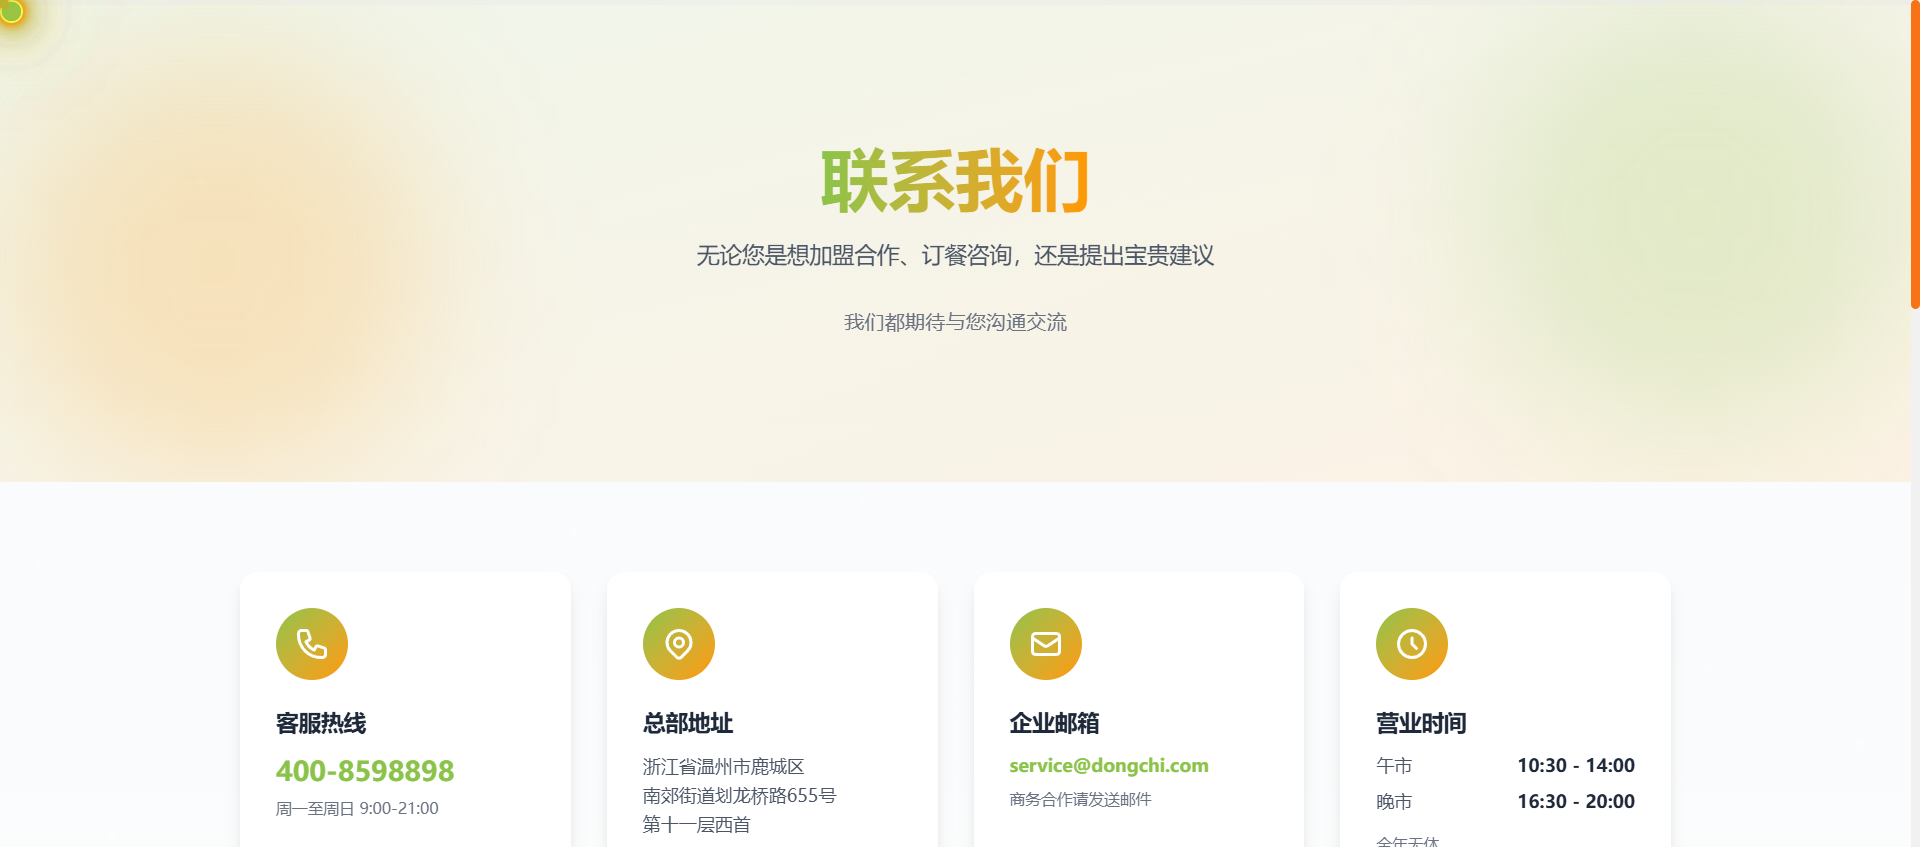 联系我们
无论您是想加盟合作、订餐咨询，还是提出宝贵建议
我们都期待与您沟通交流
客服热线
400-8598898
周一至周日 9:00-21:00
总部地址
浙江省温州市鹿城区
南郊街道划龙桥路655号
第十一层西首
企业邮箱
service@dongchi.com
商务合作请发送邮件
营业时间
午市 10:30 - 14:00
晚市 16:30 - 20:00
全年无休